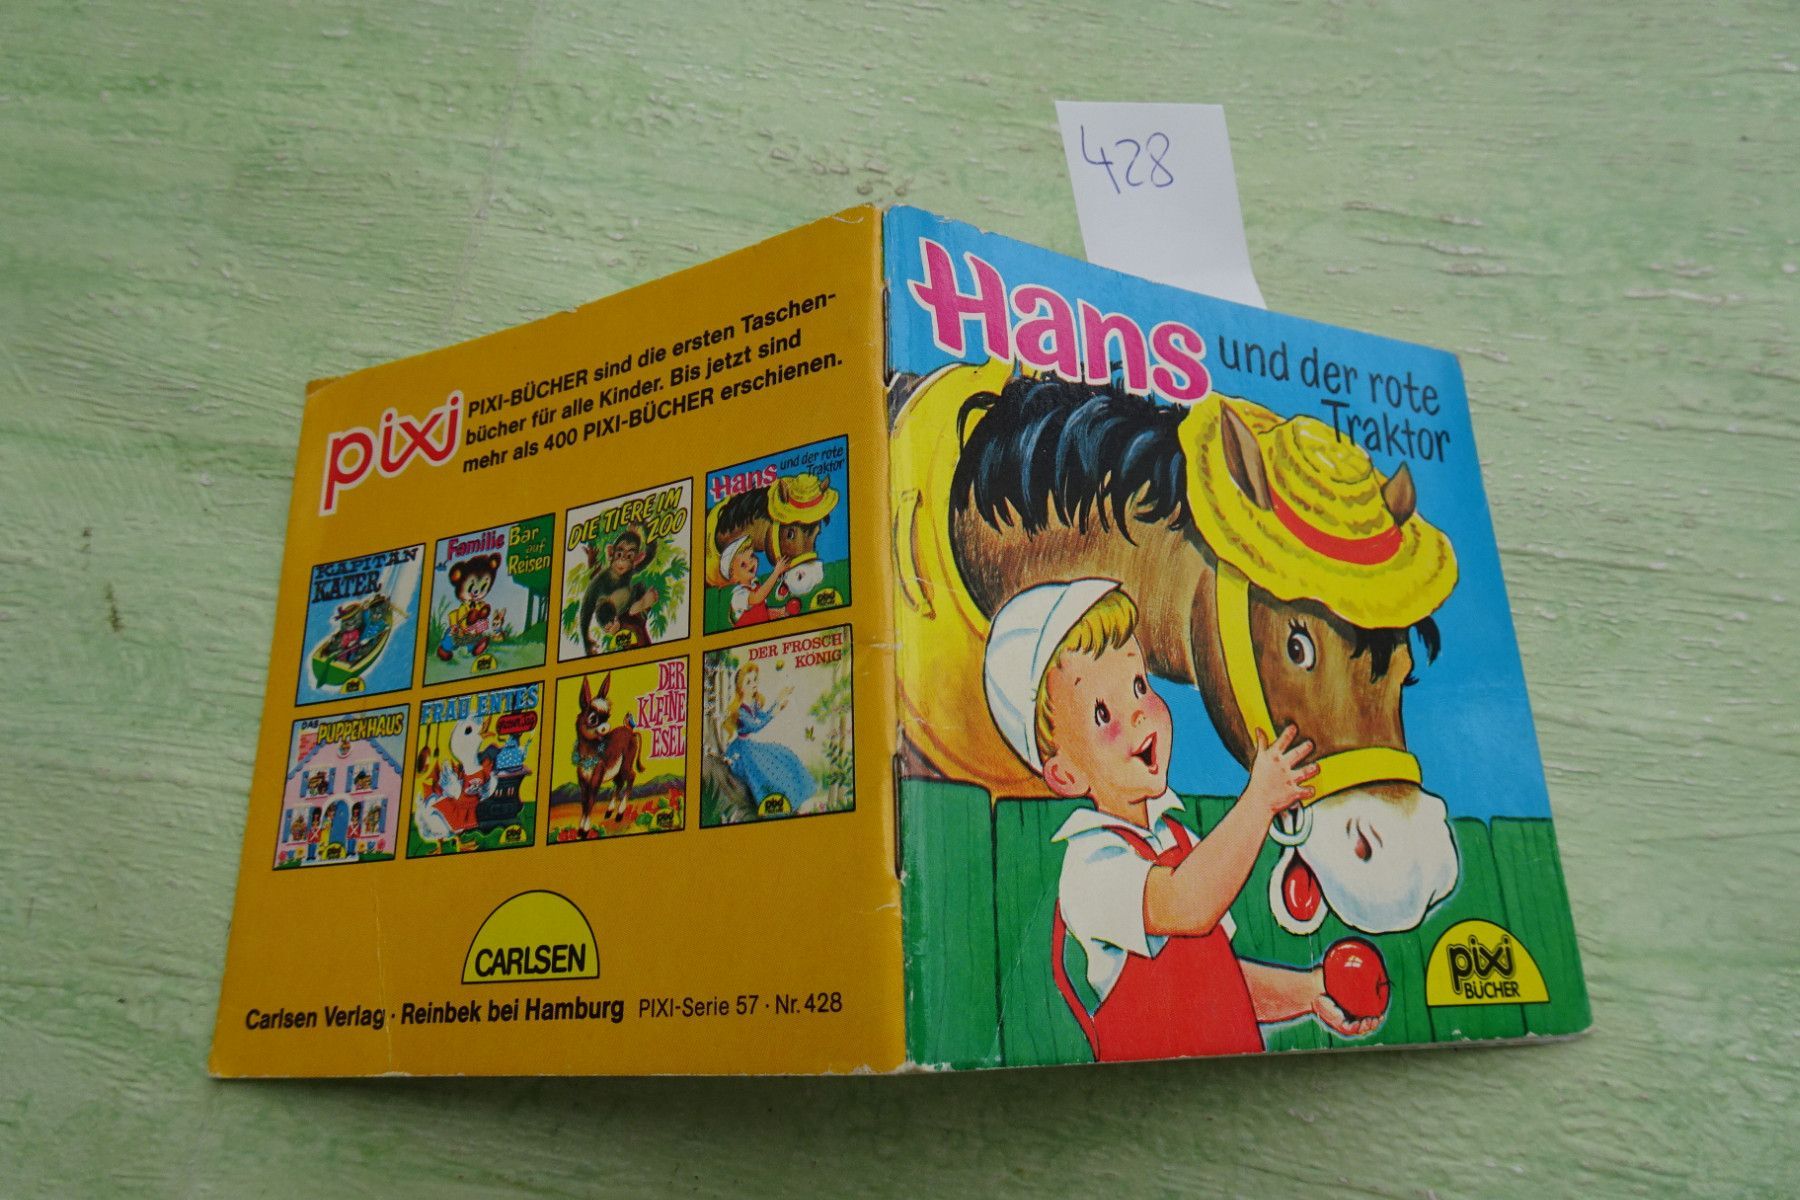 428
Hans
und der rote
Traktor
pixi
BÜCHER
pixi
PIXI-BÜCHER sind die ersten Taschen-
bücher für alle Kinder. Bis jetzt sind
mehr als 400 PIXI-BÜCHER erschienen.
KAPITÄN
KATER
Familie Bär
auf
Reisen
DIE TIERE IM
ZOO
Hans
und der rote
Traktor
DAS
PUPPENHAUS
FRAU ENTES
DER
KLEINE
ESEL
DER FROSCH
KÖNIG
CARLSEN
Carlsen Verlag · Reinbek bei Hamburg PIXI-Serie 57 · Nr. 428